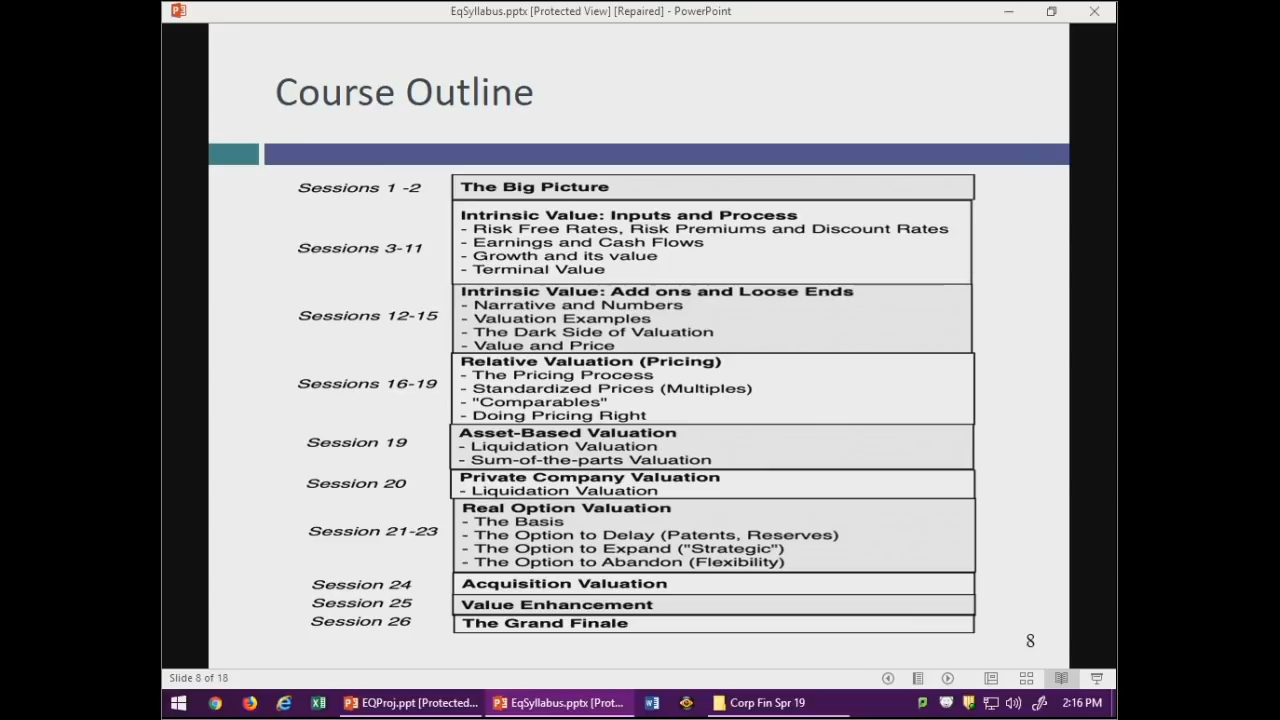 EqSyllabus.pptx [Protected View] [Repaired] - PowerPoint
Course Outline
Sessions 1 -2
The Big Picture
Sessions 3-11
Intrinsic Value: Inputs and Process
- Risk Free Rates, Risk Premiums and Discount Rates
- Earnings and Cash Flows
- Growth and its value
- Terminal Value
Sessions 12-15
Intrinsic Value: Add ons and Loose Ends
- Narrative and Numbers
- Valuation Examples
- The Dark Side of Valuation
- Value and Price
Sessions 16-19
Relative Valuation (Pricing)
- The Pricing Process
- Standardized Prices (Multiples)
- "Comparables"
- Doing Pricing Right
Session 19
Asset-Based Valuation
- Liquidation Valuation
- Sum-of-the-parts Valuation
Session 20
Private Company Valuation
- Liquidation Valuation
Session 21-23
Real Option Valuation
- The Basis
- The Option to Delay (Patents, Reserves)
- The Option to Expand ("Strategic")
- The Option to Abandon (Flexibility)
Session 24
Acquisition Valuation
Session 25
Value Enhancement
Session 26
The Grand Finale
8
Slide 8 of 18
EQProj.ppt [Protected...
EqSyllabus.pptx [Prot...
Corp Fin Spr 19
2:16 PM